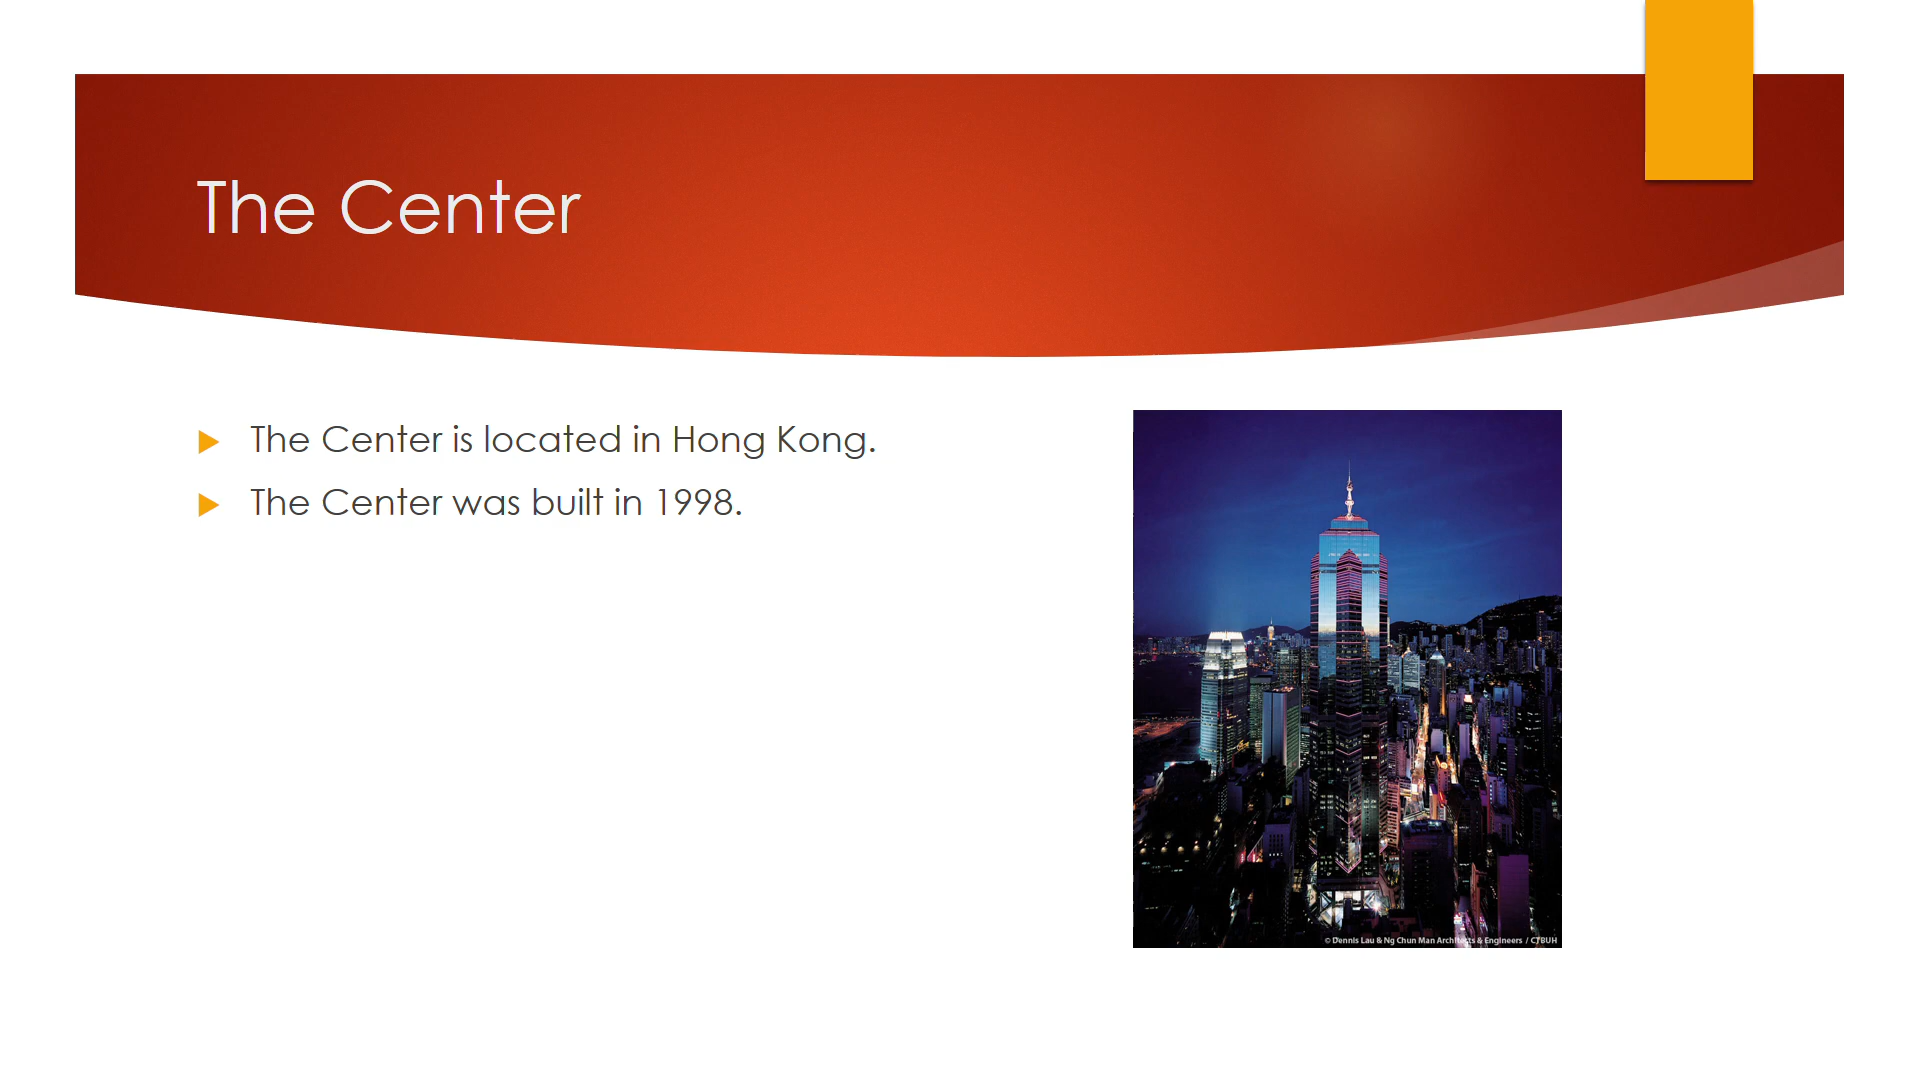 The Center
The Center is located in Hong Kong.
The Center was built in 1998.
© Dennis Lau & Ng Chun Man Architects & Engineers / CTBUH